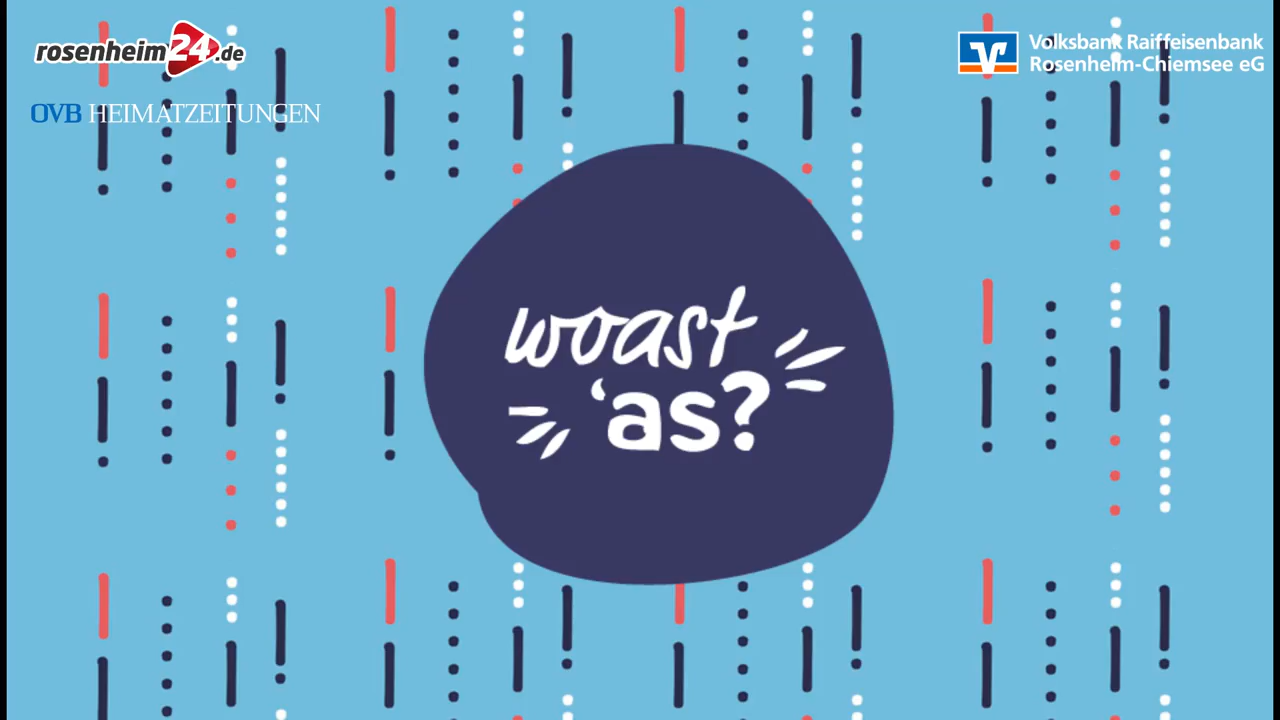 rosenheim24.de
OVB HEIMATZEITUNGEN
Volksbank Raiffeisenbank
Rosenheim-Chiemsee eG
woast
‘as?